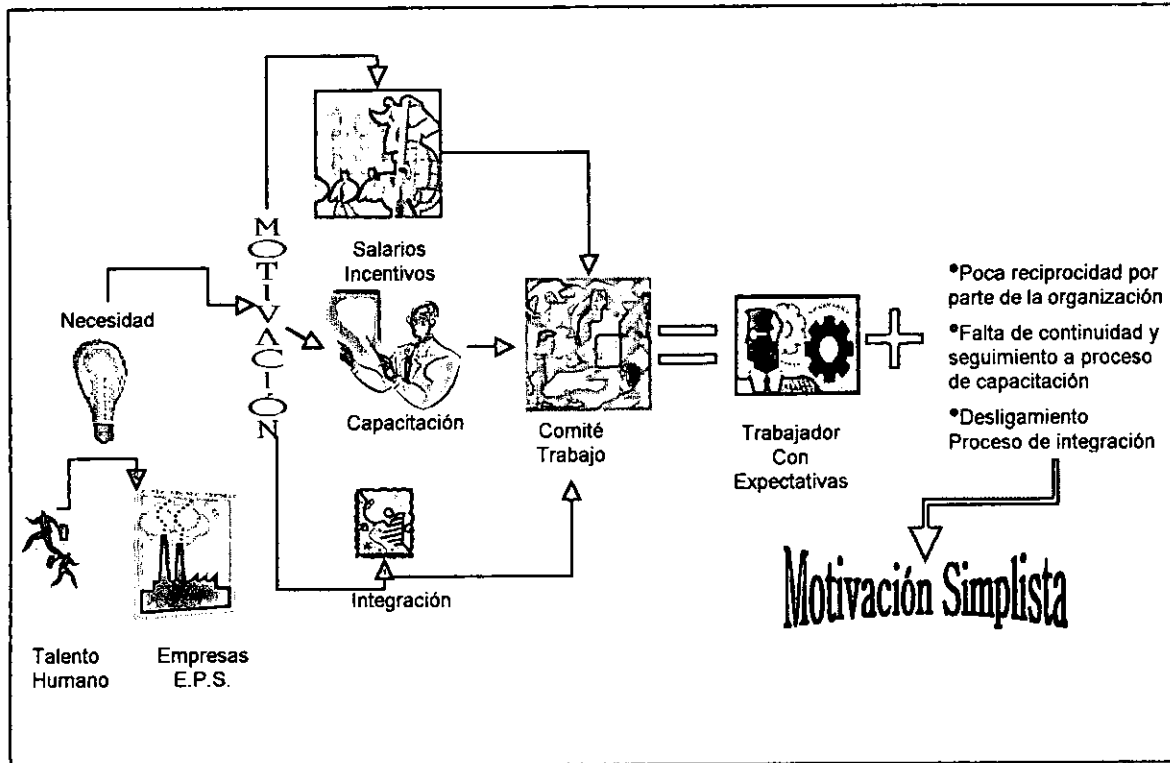 Necesidad
Talento
Humano
Empresas
E.P.S.
MOTIVACION
Salarios
Incentivos
Capacitación
Integración
Comité
Trabajo
Trabajador
Con
Expectativas
•Poca reciprocidad por
parte de la organización
•Falta de continuidad y
seguimiento a proceso
de capacitación
•Desligamiento
Proceso de integración
Motivación Simplista